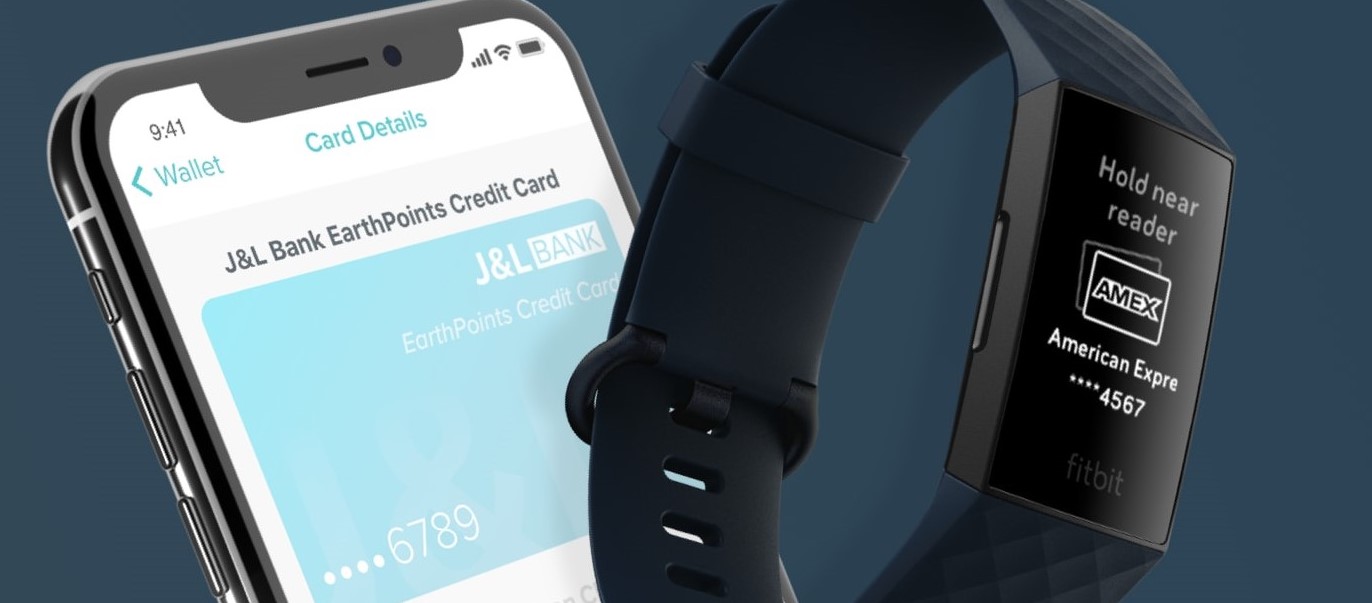 9:41
Wallet
Card Details
J&L Bank EarthPoints Credit Card
J&L BANK
EarthPoints Credit Card
J&L
....6789
Hold near
reader
AMEX
American Expre
****4567
fitbit